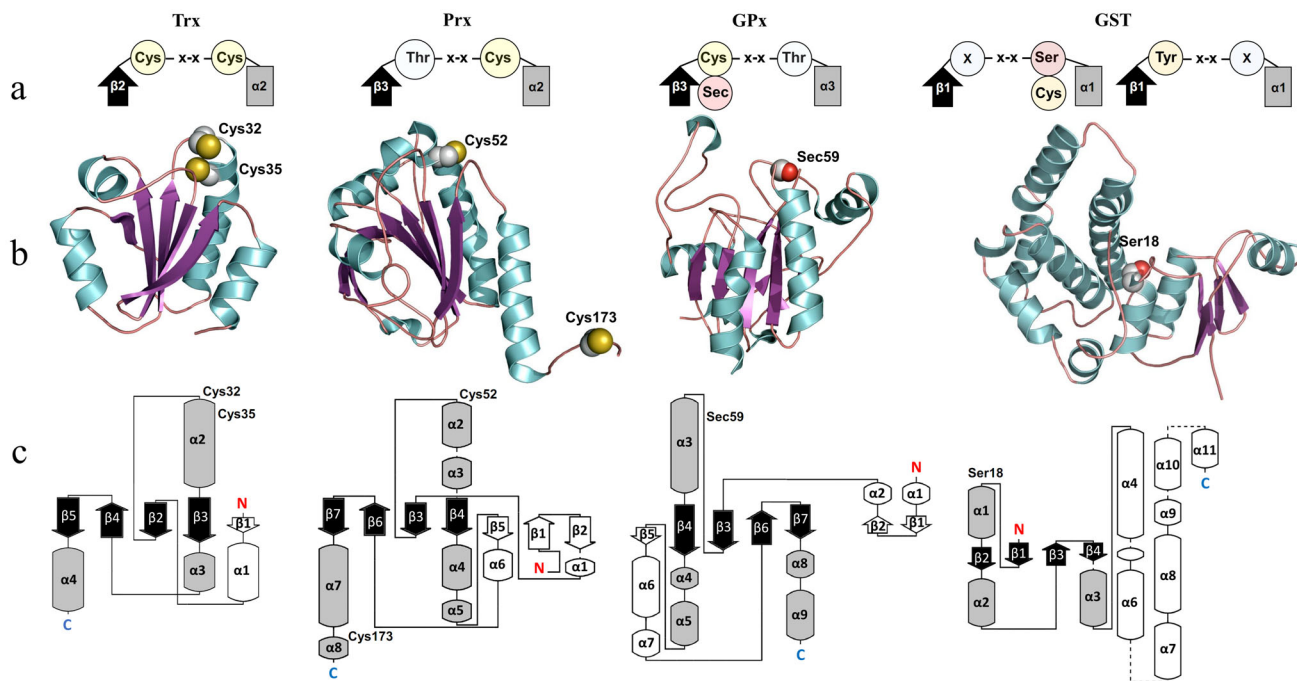 Trx Prx GPx GST
a
Cys x-x Cys β2 α2
Thr x-x Cys β3 α2
Cys x-x Thr β3 Sec α3
X x-x Ser β1 Cys α1
Tyr x-x X β1 α1
b
Cys32
Cys35
Cys52
Cys173
Sec59
Ser18
c
Cys32
Cys35
α2
N
β5 β4 β2 β3 β1
α4 α3 α1
C
Cys52
α2
α3
β7 β6 β3 β4 β5 β1 β2
N
α7 α4 α6 α1
α5
α8 Cys173
C
Sec59
α3
N
α2 α1
β5 β4 β3 β6 β7 β2 β1
α6 α4 α8
α7 α5 α9
C
Ser18
α1
N
β2 β1 β3 β4
α2 α3
α4 α10 α11
C
α9
α6 α8
α7